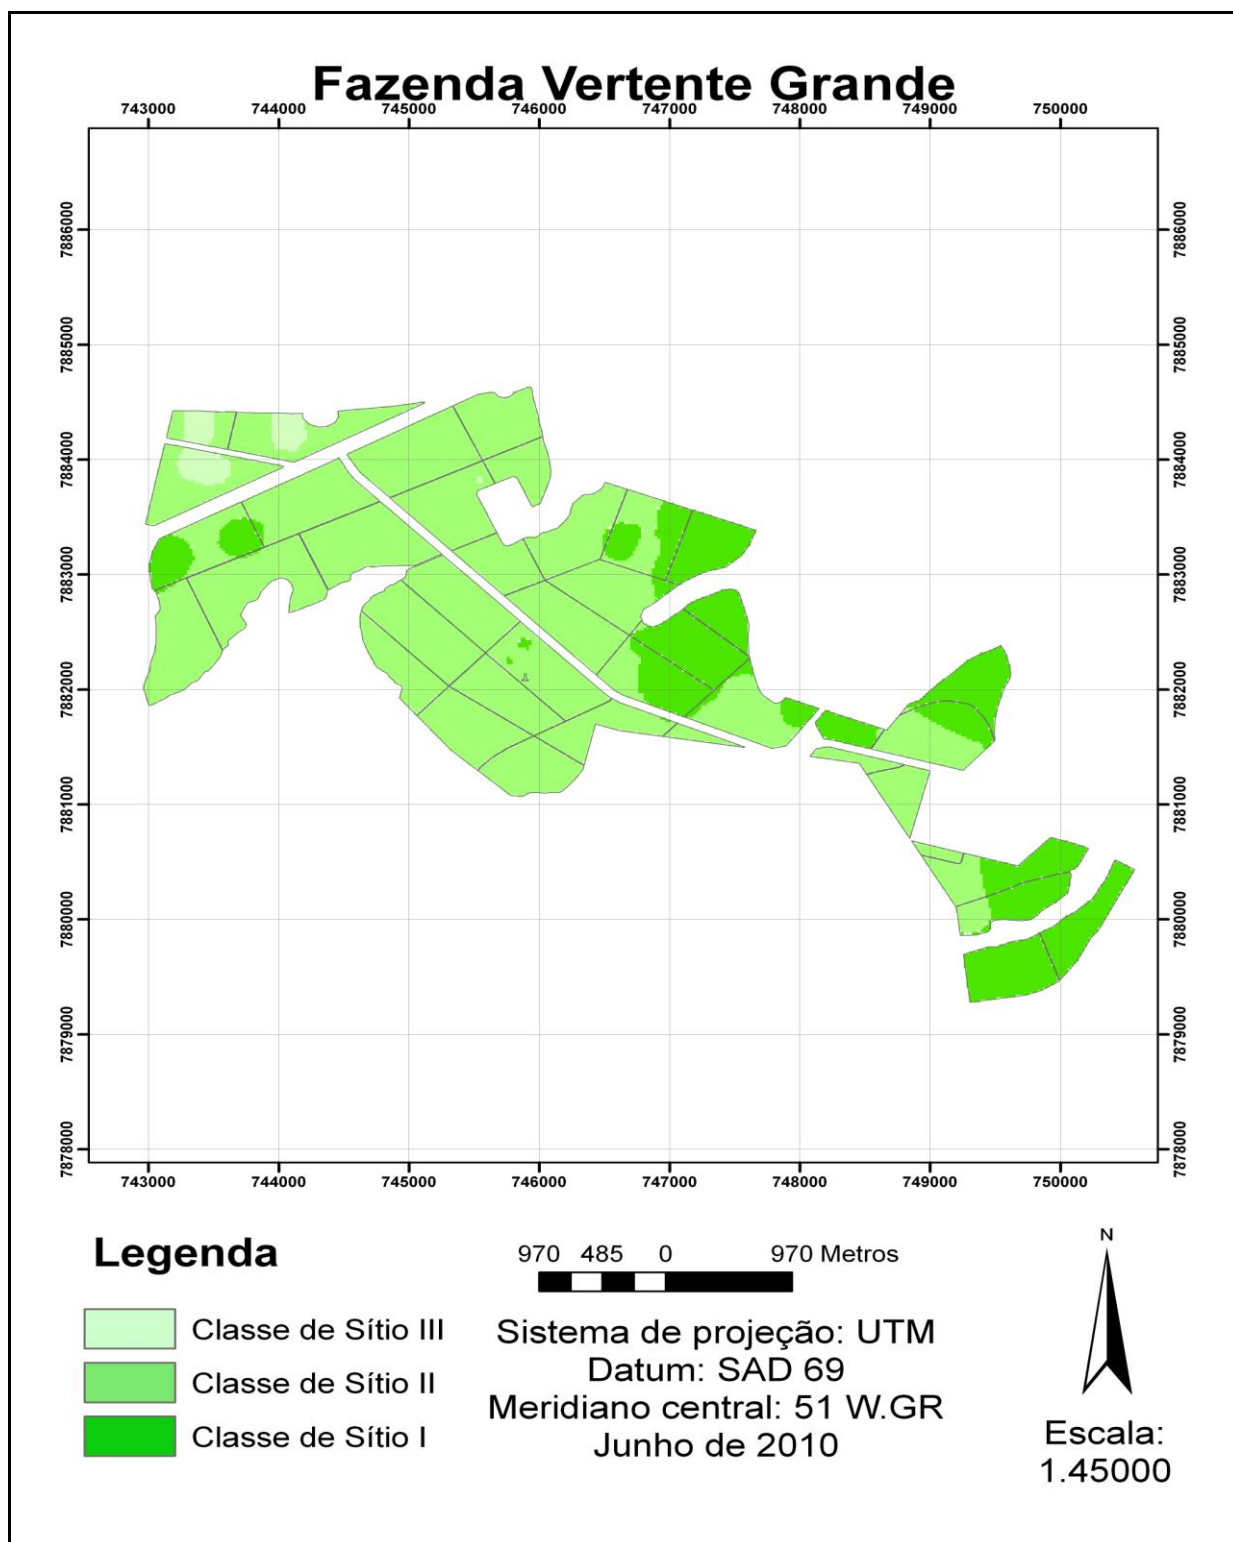 Fazenda Vertente Grande
743000 744000 745000 746000 747000 748000 749000 750000
7886000 7886000
7885000 7885000
7884000 7884000
7883000 7883000
7882000 7882000
7881000 7881000
7880000 7880000
7879000 7879000
7878000 7878000
743000 744000 745000 746000 747000 748000 749000 750000
Legenda
Classe de Sítio III
Classe de Sítio II
Classe de Sítio I
970 485 0 970 Metros
Sistema de projeção: UTM
Datum: SAD 69
Meridiano central: 51 W.GR
Junho de 2010
N
Escala:
1.45000